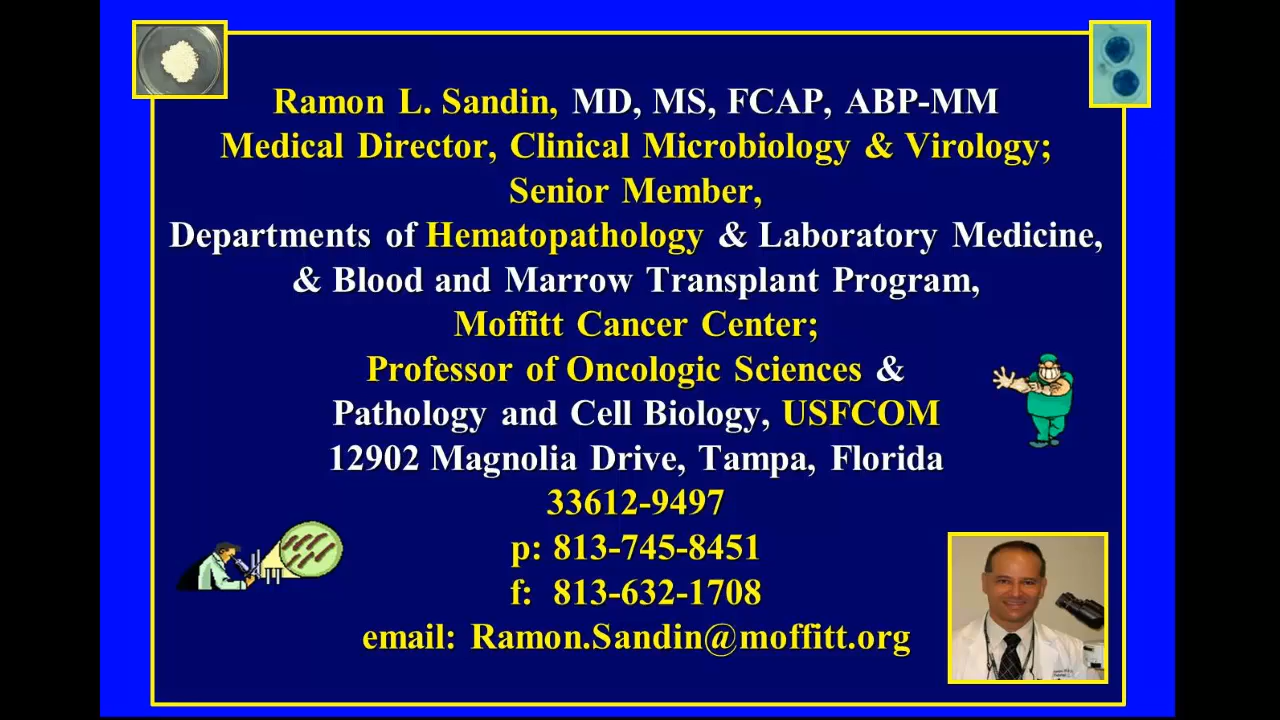 Ramon L. Sandin, MD, MS, FCAP, ABP-MM
Medical Director, Clinical Microbiology & Virology;
Senior Member,
Departments of Hematopathology & Laboratory Medicine,
& Blood and Marrow Transplant Program,
Moffitt Cancer Center;
Professor of Oncologic Sciences &
Pathology and Cell Biology, USFCOM
12902 Magnolia Drive, Tampa, Florida
33612-9497
p: 813-745-8451
f: 813-632-1708
email: Ramon.Sandin@moffitt.org